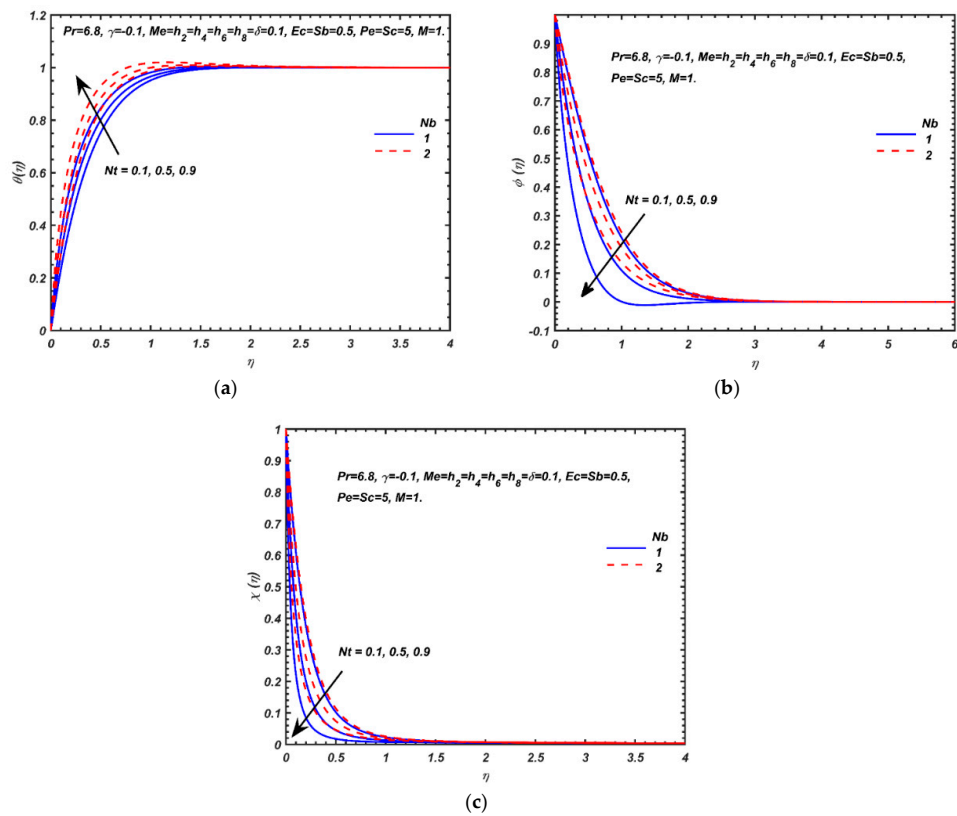 1.2
Pr=6.8, γ=-0.1, Me=h₂=h₄=h₆=h₈=δ=0.1, Ec=Sb=0.5, Pe=Sc=5, M=1.
1
0.8
0.6
0.4
0.2
0
θ(η)
Nb
1
2
Nt = 0.1, 0.5, 0.9
0 0.5 1 1.5 2 2.5 3 3.5 4
η
(a)
0.9
0.8
0.7
0.6
0.5
0.4
0.3
0.2
0.1
0
-0.1
ϕ (η)
Pr=6.8, γ=-0.1, Me=h₂=h₄=h₆=h₈=δ=0.1, Ec=Sb=0.5,
Pe=Sc=5, M=1.
Nb
1
2
Nt = 0.1, 0.5, 0.9
0 1 2 3 4 5 6
η
(b)
1
0.9
0.8
0.7
0.6
0.5
0.4
0.3
0.2
0.1
0
χ (η)
Pr=6.8, γ=-0.1, Me=h₂=h₄=h₆=h₈=δ=0.1, Ec=Sb=0.5,
Pe=Sc=5, M=1.
Nb
1
2
Nt = 0.1, 0.5, 0.9
0 0.5 1 1.5 2 2.5 3 3.5 4
η
(c)